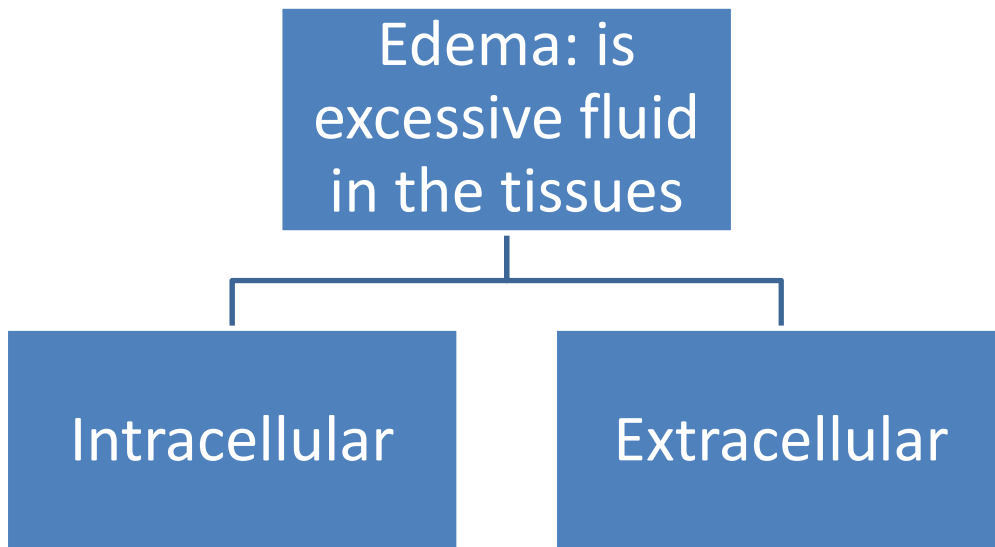 Edema: is
excessive fluid
in the tissues
Intracellular
Extracellular